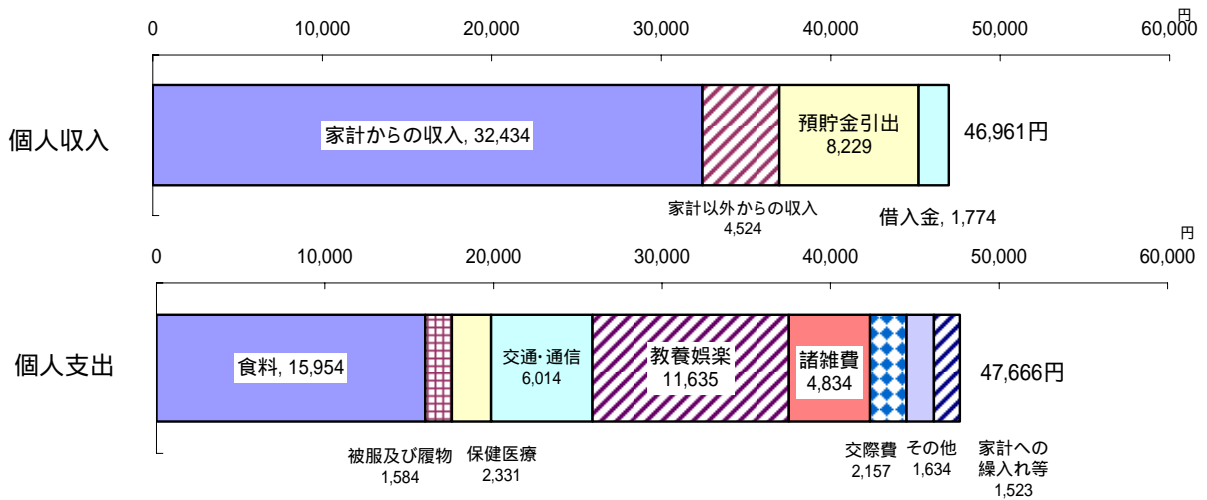 円
0 10,000 20,000 30,000 40,000 50,000 60,000
個人収入
家計からの収入, 32,434
預貯金引出
8,229
46,961円
家計以外からの収入
4,524
借入金, 1,774
円
0 10,000 20,000 30,000 40,000 50,000 60,000
個人支出
食料, 15,954
交通・通信
6,014
教養娯楽
11,635
諸雑費
4,834
47,666円
被服及び履物
1,584
保健医療
2,331
交際費
2,157
その他
1,634
家計への
繰入れ等
1,523